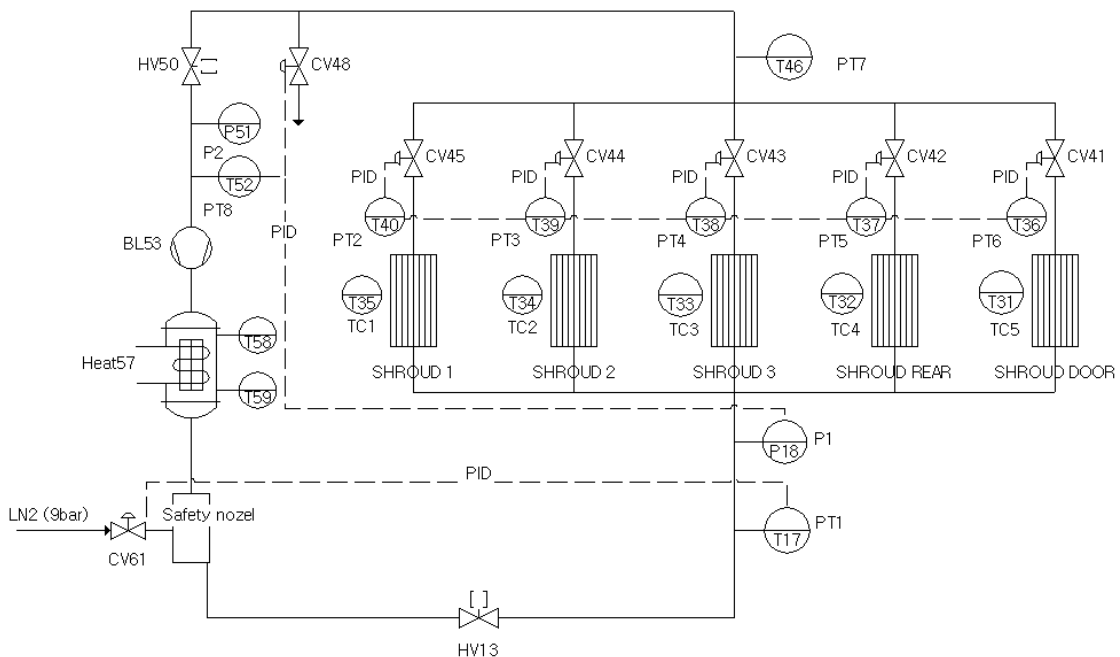 HV50
CV48
T46
PT7
P51
P2
T52
PT8
PID
BL53
CV45
CV44
CV43
CV42
CV41
PID
PID
PID
PID
PID
T40
T39
T38
T37
T36
PT2
PT3
PT4
PT5
PT6
T35
T34
T33
T32
T31
TC1
TC2
TC3
TC4
TC5
Heat57
T58
T59
SHROUD 1
SHROUD 2
SHROUD 3
SHROUD REAR
SHROUD DOOR
P18
P1
PID
LN2 (9bar)
Safety nozel
T17
PT1
CV61
HV13